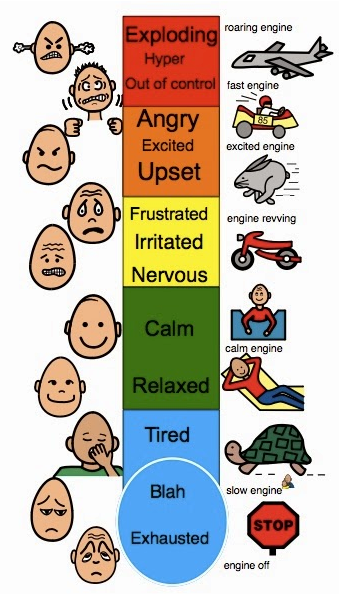 roaring engine
Exploding
Hyper
Out of control
fast engine
85
Angry
Excited
Upset
excited engine
Frustrated
Irritated
Nervous
engine revving
Calm
calm engine
Relaxed
Tired
Blah
slow engine
STOP
Exhausted
engine off